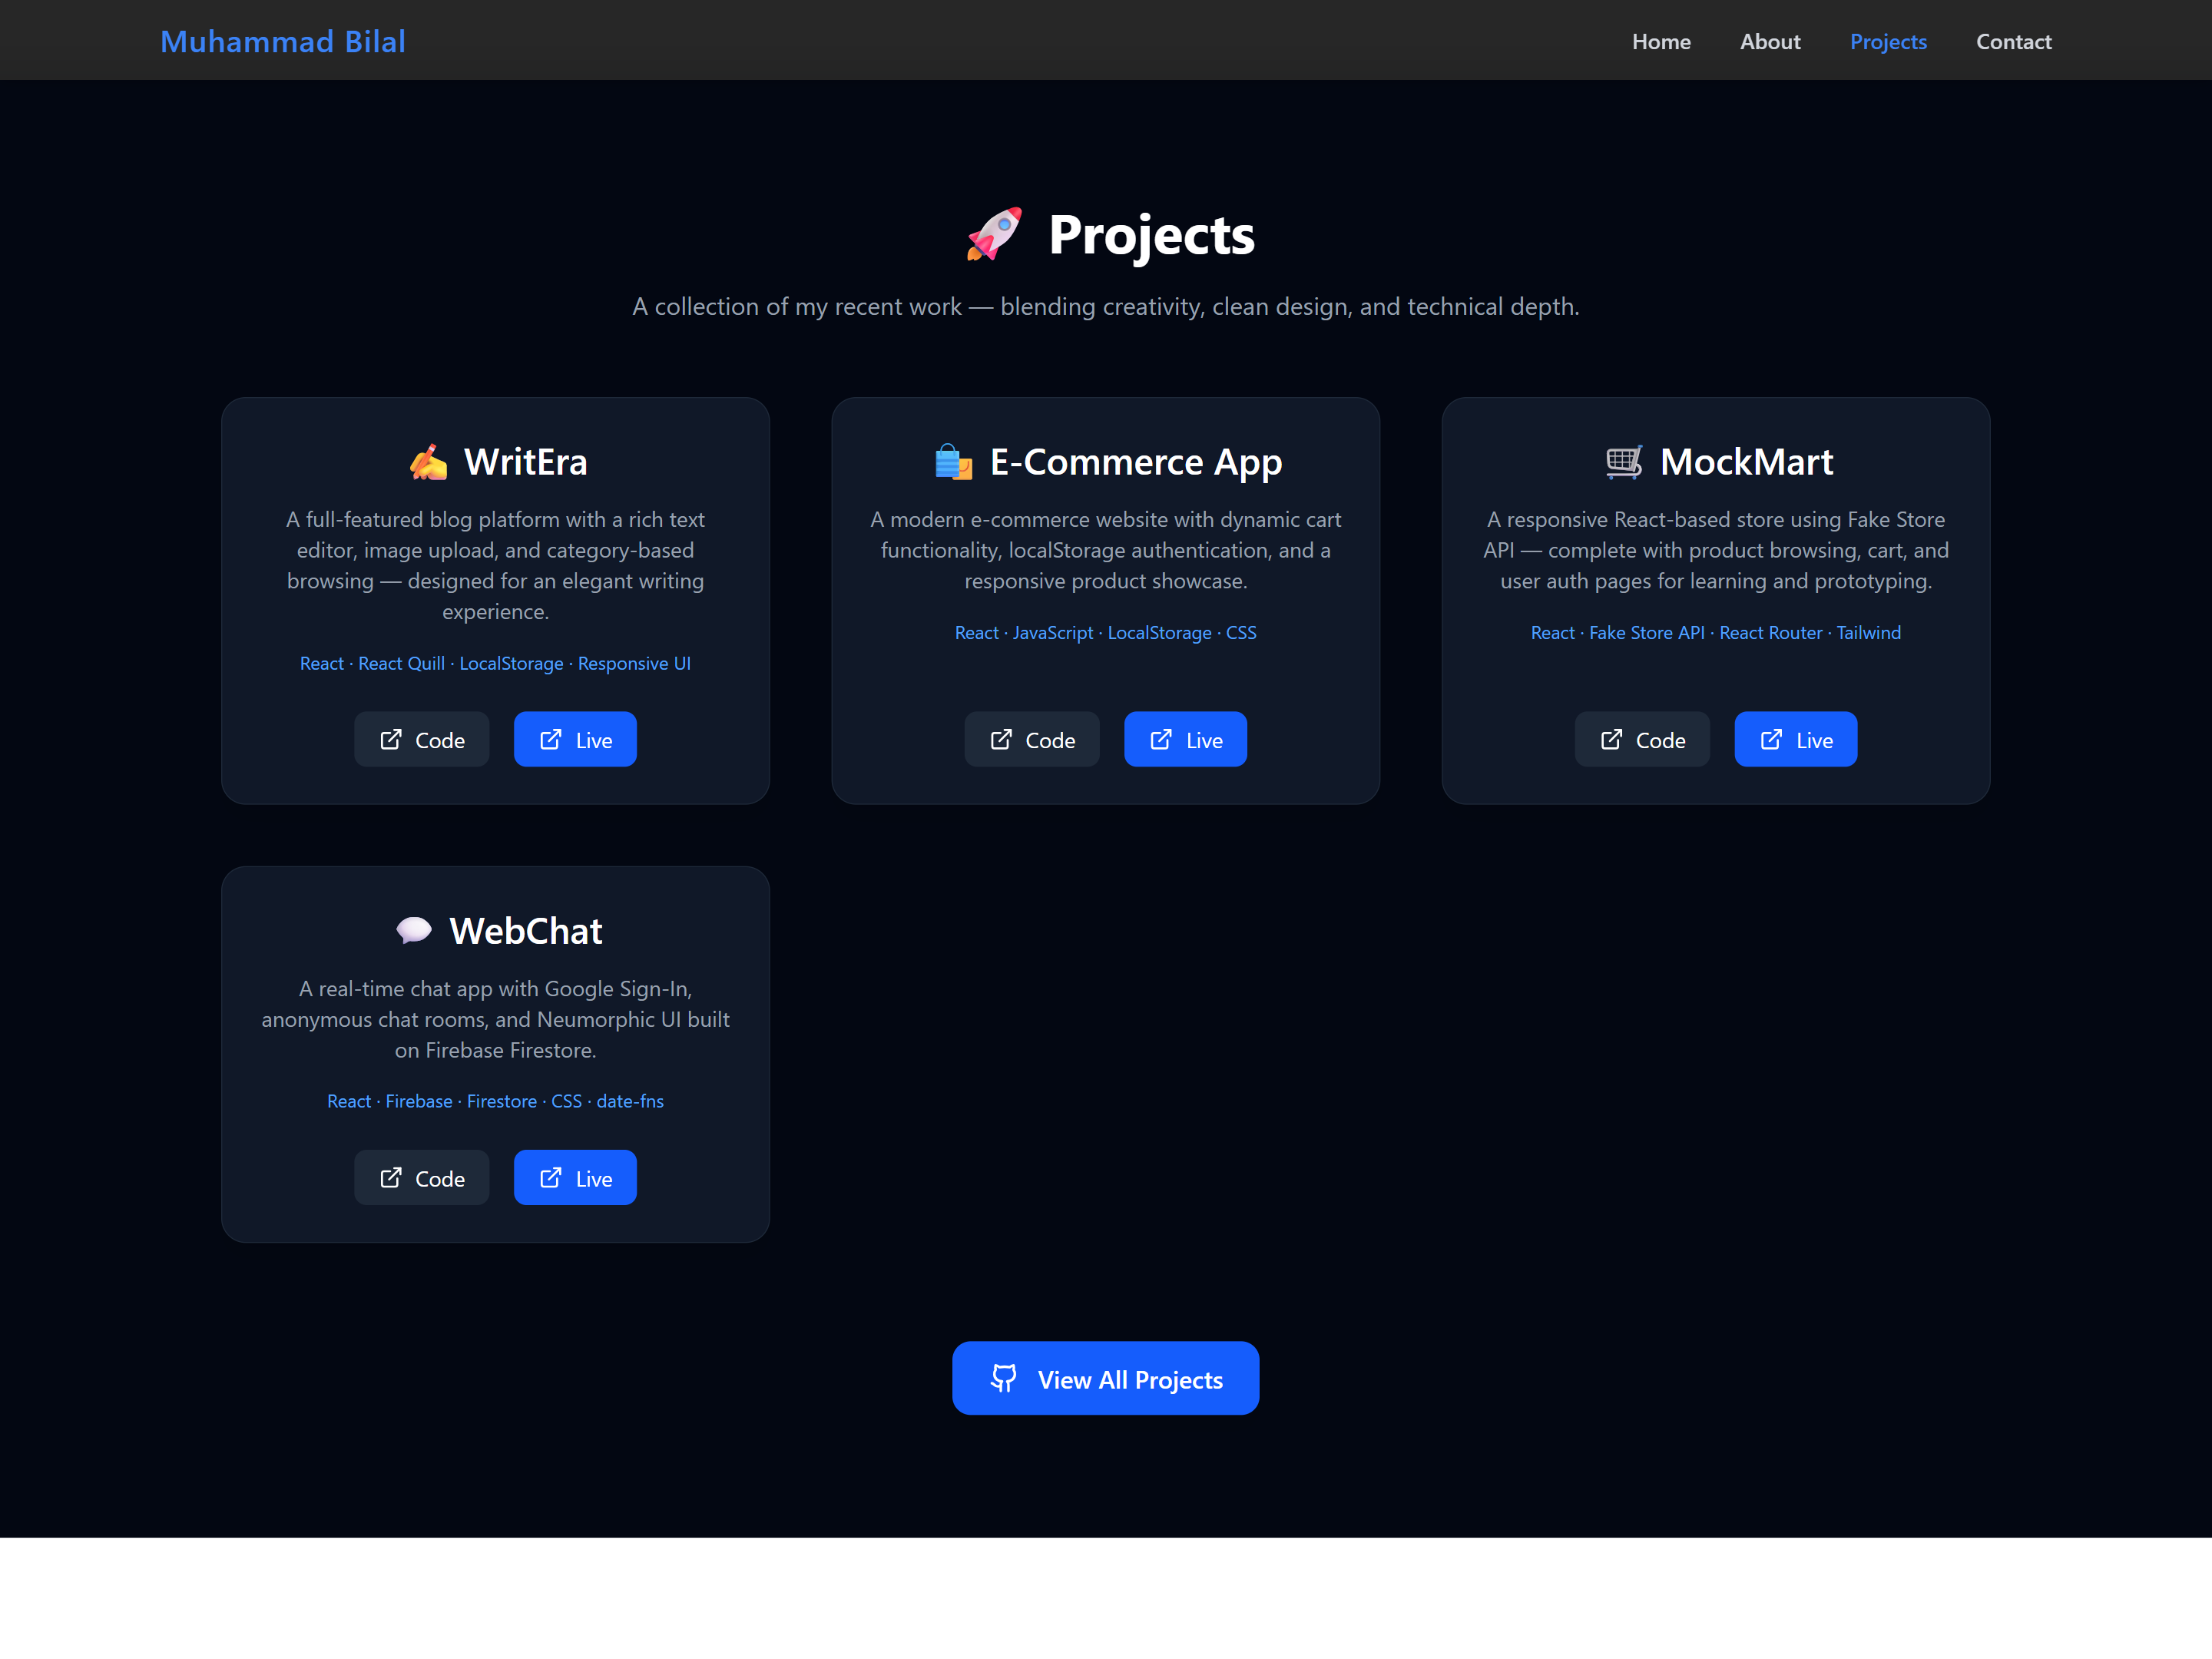 Muhammad Bilal
Home
About
Projects
Contact
🚀 Projects
A collection of my recent work — blending creativity, clean design, and technical depth.
✍️ WritEra
A full-featured blog platform with a rich text
editor, image upload, and category-based
browsing — designed for an elegant writing
experience.
React · React Quill · LocalStorage · Responsive UI
Code
Live
🛍️ E-Commerce App
A modern e-commerce website with dynamic cart
functionality, localStorage authentication, and a
responsive product showcase.
React · JavaScript · LocalStorage · CSS
Code
Live
🛒 MockMart
A responsive React-based store using Fake Store
API — complete with product browsing, cart, and
user auth pages for learning and prototyping.
React · Fake Store API · React Router · Tailwind
Code
Live
💬 WebChat
A real-time chat app with Google Sign-In,
anonymous chat rooms, and Neumorphic UI built
on Firebase Firestore.
React · Firebase · Firestore · CSS · date-fns
Code
Live
View All Projects